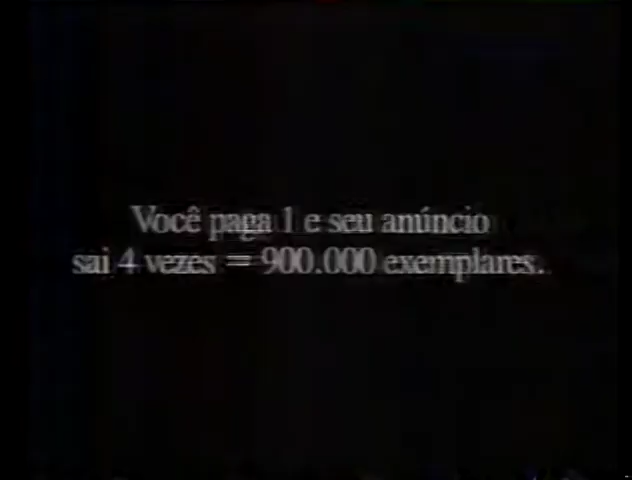 Você paga 1 e seu anúncio
sai 4 vezes = 900.000 exemplares.